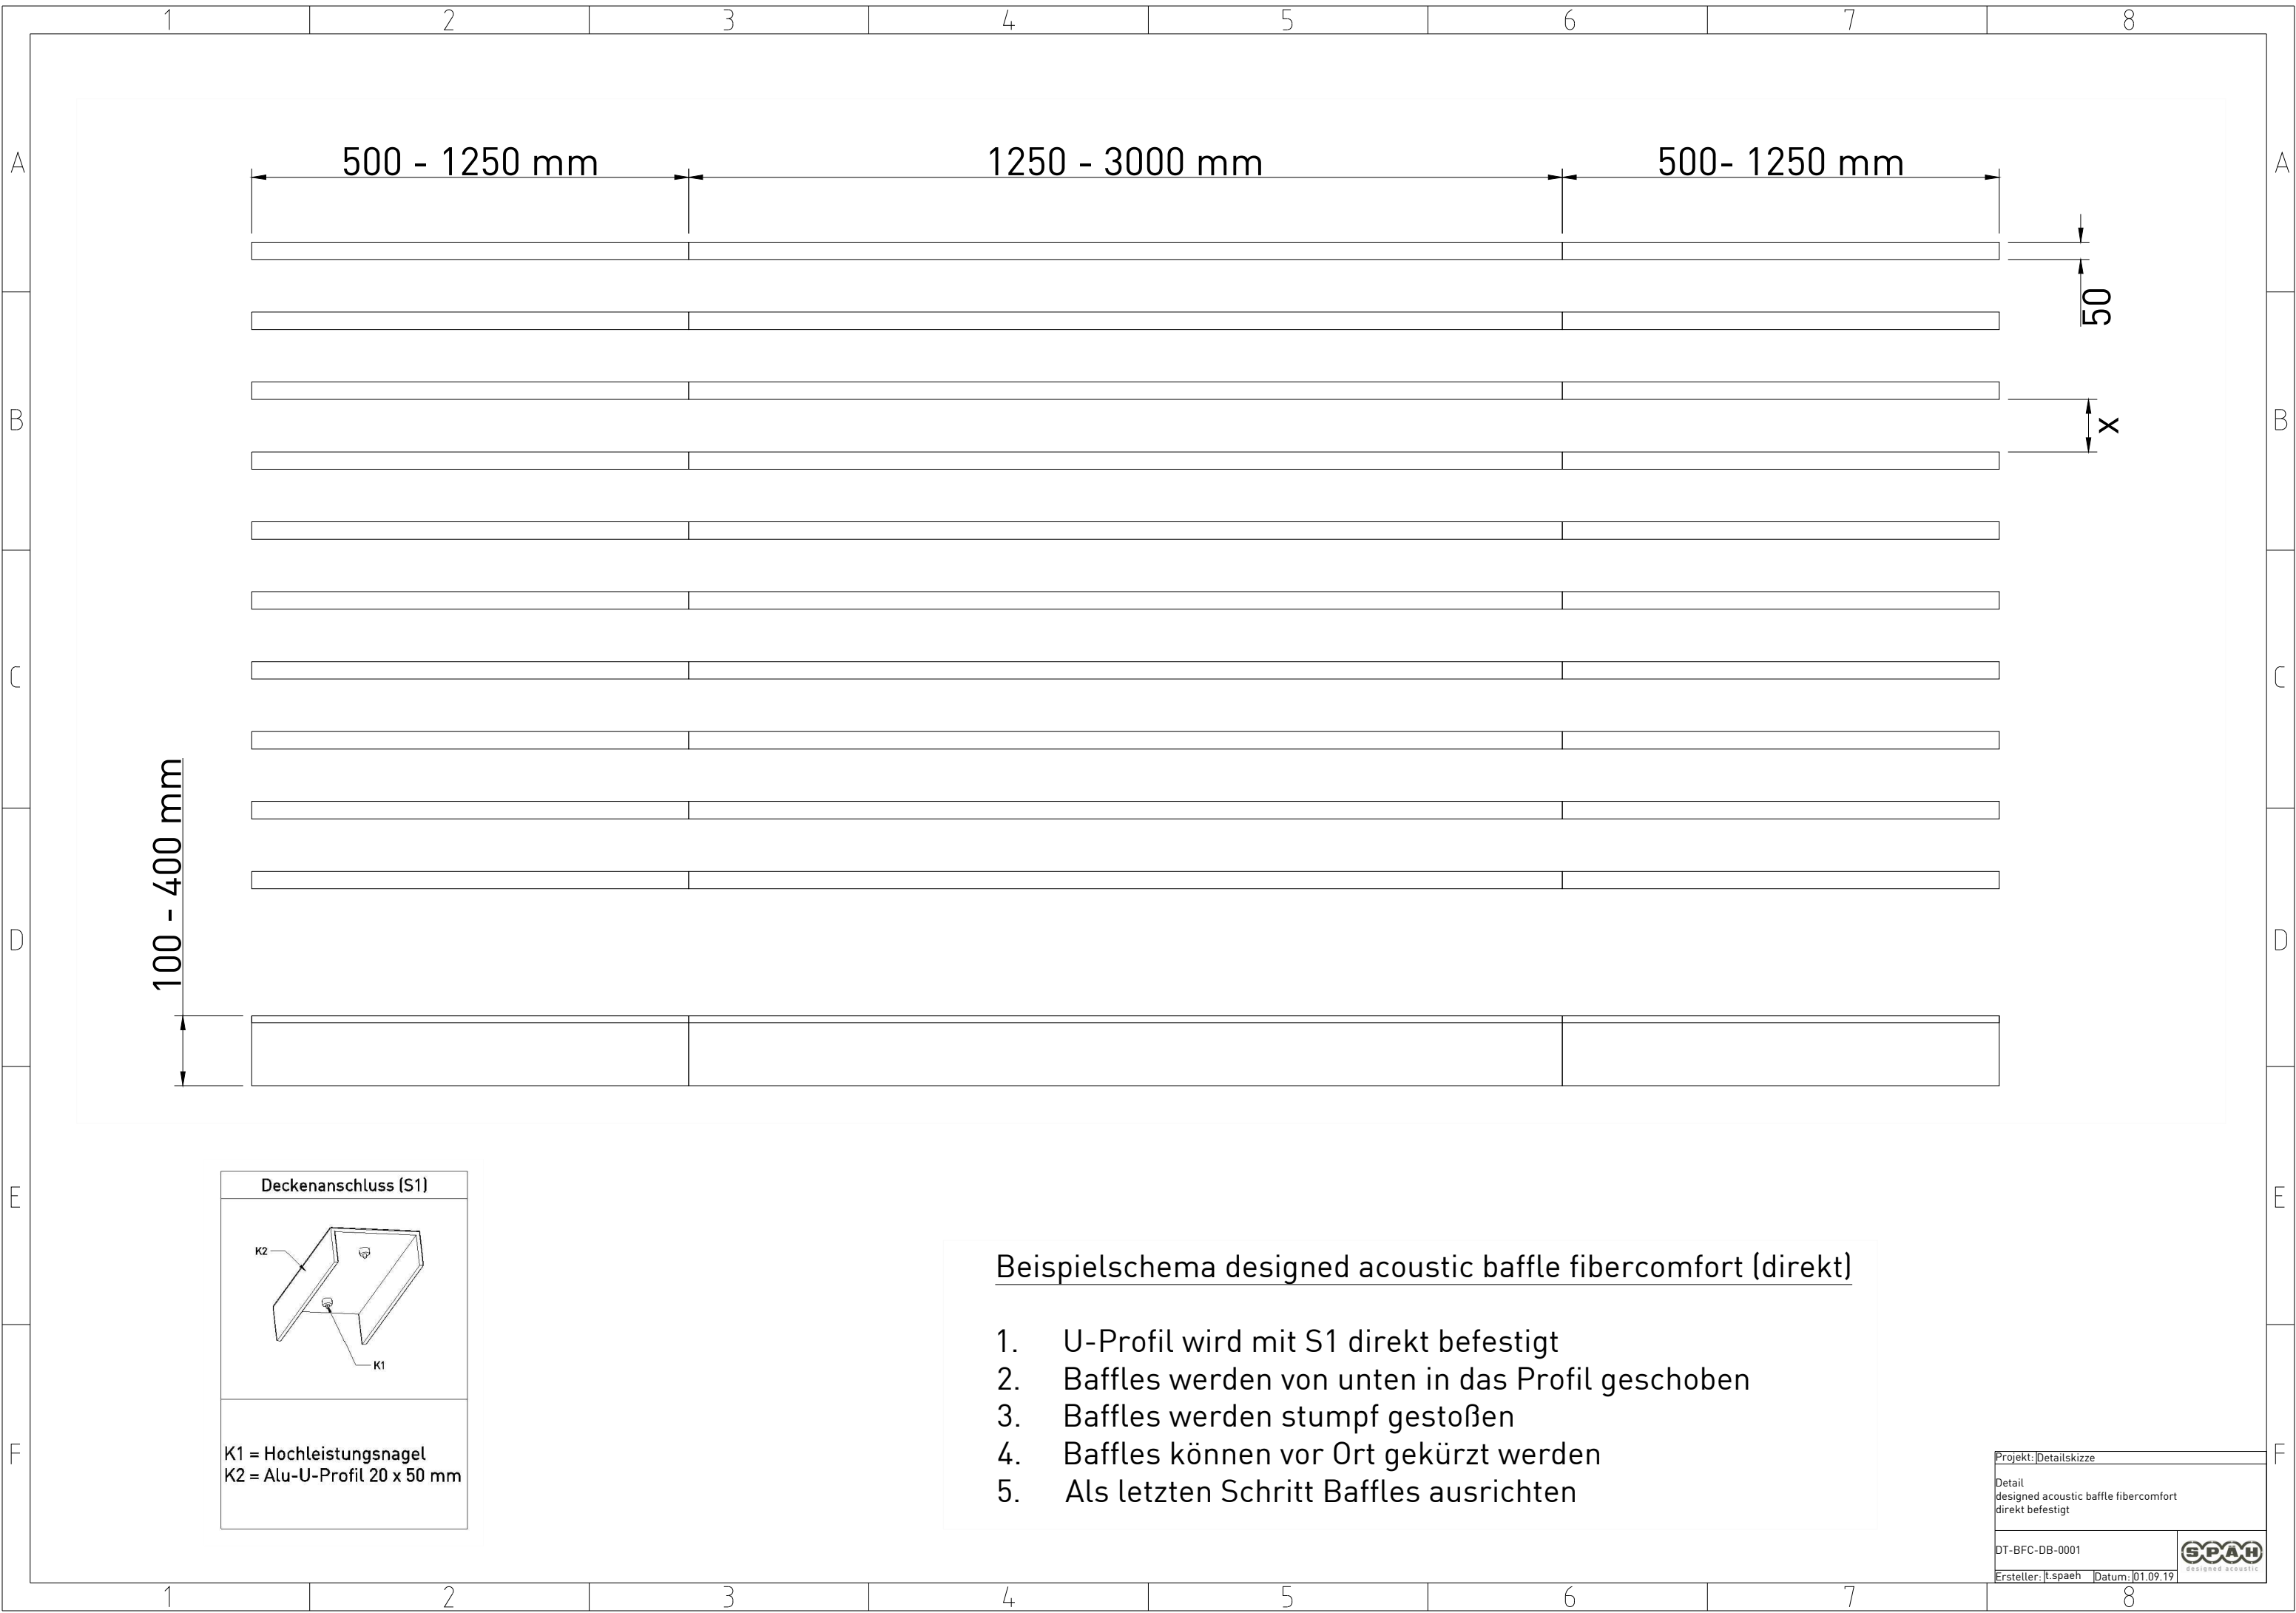 1 2 3 4 5 6 7 8
A A
500 - 1250 mm 1250 - 3000 mm 500- 1250 mm
50
B B
x
C C
100 - 400 mm
D D
E E
Deckenanschluss (S1)
K2
K1
K1 = Hochleistungsnagel
K2 = Alu-U-Profil 20 x 50 mm
Beispielschema designed acoustic baffle fibercomfort (direkt)
1. U-Profil wird mit S1 direkt befestigt
2. Baffles werden von unten in das Profil geschoben
3. Baffles werden stumpf gestoßen
4. Baffles können vor Ort gekürzt werden
5. Als letzten Schritt Baffles ausrichten
F F
Projekt: Detailskizze
Detail
designed acoustic baffle fibercomfort
direkt befestigt
DT-BFC-DB-0001
SPÄH
designed acoustic
Ersteller: t.spaeh Datum: 01.09.19
1 2 3 4 5 6 7 8